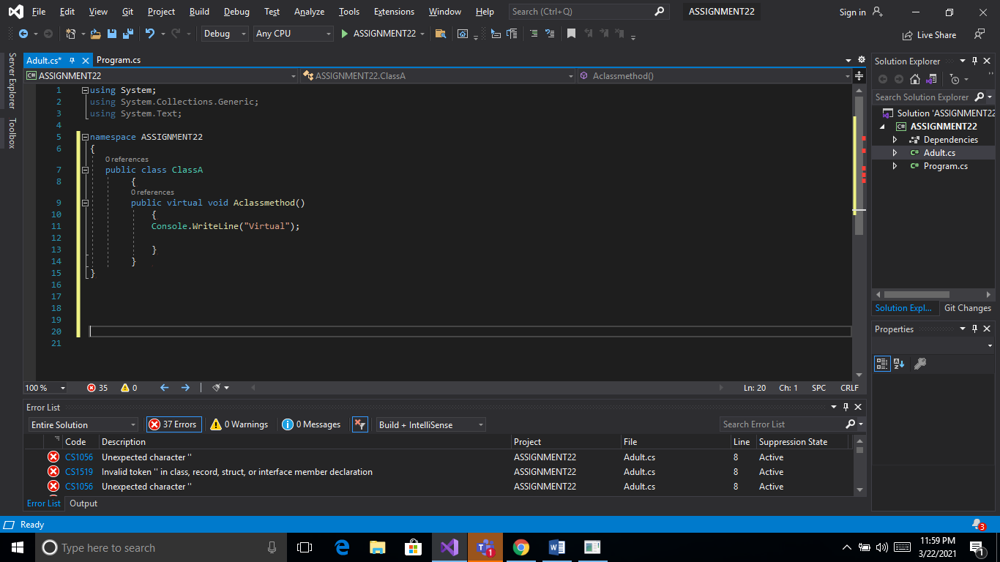 File Edit View Git Project Build Debug Test Analyze Tools Extensions Window Help Search (Ctrl+Q) ASSIGNMENT22 Sign in
Debug Any CPU ASSIGNMENT22 Live Share
Server Explorer
Toolbox
Adult.cs* Program.cs
ASSIGNMENT22 ASSIGNMENT22.ClassA Aclassmethod()
1 using System;
2 using System.Collections.Generic;
3 using System.Text;
4
5 namespace ASSIGNMENT22
6 {
0 references
7 public class ClassA
8 {
0 references
9 public virtual void Aclassmethod()
10 {
11 Console.WriteLine("Virtual");
12
13 }
14 }
15 }
16
17
18
19
20
21
100 % 35 0 Ln: 20 Ch: 1 SPC CRLF
Solution Explorer
Search Solution Explorer
Solution 'ASSIGNMENT22
ASSIGNMENT22
Dependencies
Adult.cs
Program.cs
Solution Expl... Git Changes
Properties
Error List
Entire Solution 37 Errors 0 Warnings 0 Messages Build + IntelliSense Search Error List
Code Description Project File Line Suppression State
CS1056 Unexpected character '' ASSIGNMENT22 Adult.cs 8 Active
CS1519 Invalid token '' in class, record, struct, or interface member declaration ASSIGNMENT22 Adult.cs 8 Active
CS1056 Unexpected character '' ASSIGNMENT22 Adult.cs 8 Active
Error List Output
Ready 3
Type here to search 1 11:59 PM 1
3/22/2021